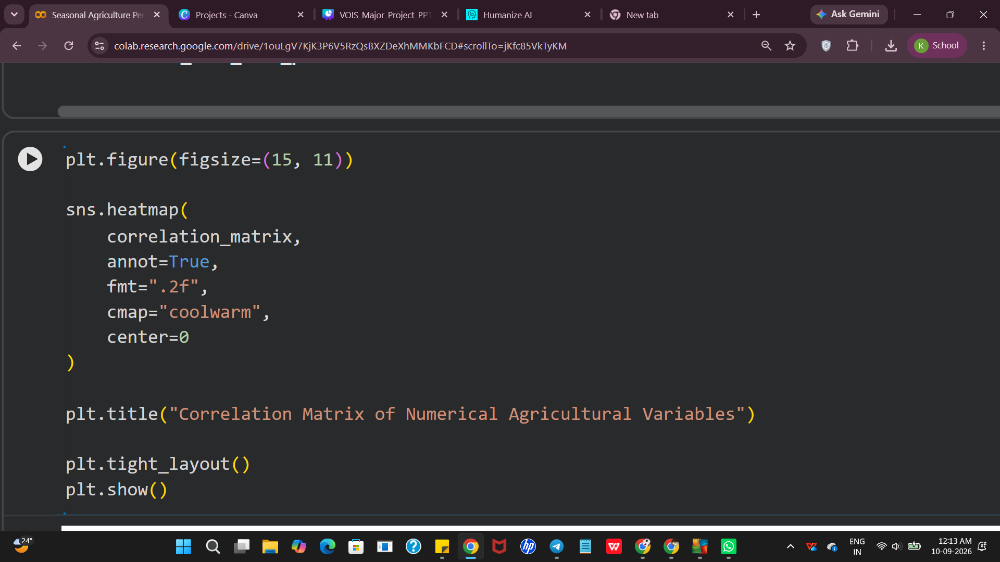 Seasonal Agriculture Per
Projects - Canva
VOIS_Major_Project_PPT
Humanize AI
New tab
Ask Gemini
colab.research.google.com/drive/1ouLgV7KjK3P6V5RzQsBXZDeXhMMKbFCD#scrollTo=jKfc85VkTyKM
K School
plt.figure(figsize=(15, 11))
sns.heatmap(
    correlation_matrix,
    annot=True,
    fmt=".2f",
    cmap="coolwarm",
    center=0
)
plt.title("Correlation Matrix of Numerical Agricultural Variables")
plt.tight_layout()
plt.show()
24°
hp
W
ENG
IN
12:13 AM
10-09-2026